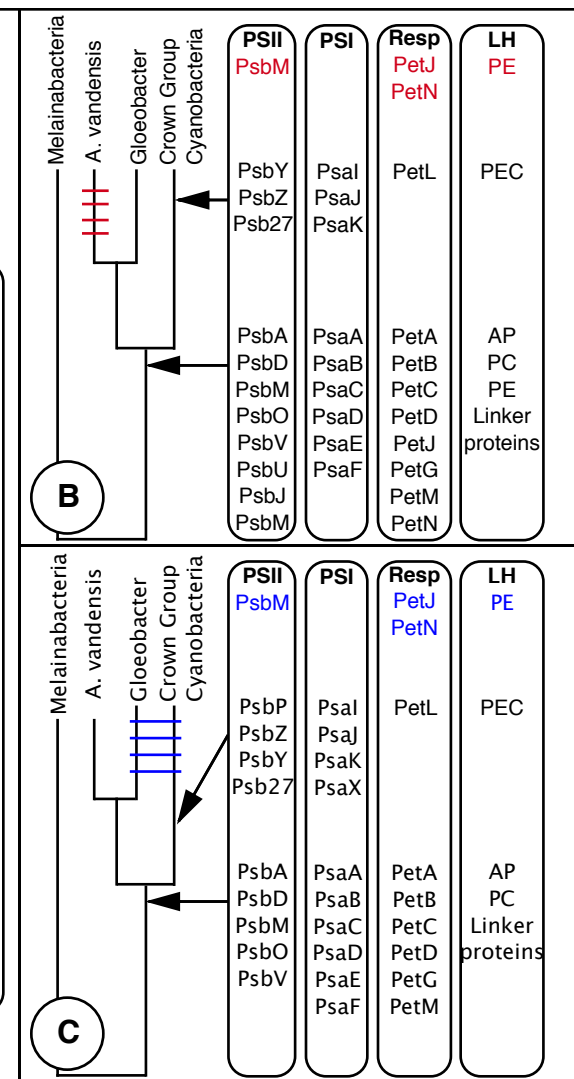 Melainabacteria
A. vandensis
Gloeobacter
Crown Group
Cyanobacteria
PSII
PsbM
PsbY
PsbZ
Psb27
PsbA
PsbD
PsbM
PsbO
PsbV
PsbU
PsbJ
PsbM
PSI
PsaI
PsaJ
PsaK
PsaA
PsaB
PsaC
PsaD
PsaE
PsaF
Resp
PetJ
PetN
PetL
PetA
PetB
PetC
PetD
PetJ
PetG
PetM
PetN
LH
PE
PEC
AP
PC
PE
Linker
proteins
B
Melainabacteria
A. vandensis
Gloeobacter
Crown Group
Cyanobacteria
PSII
PsbM
PsbP
PsbZ
PsbY
Psb27
PsbA
PsbD
PsbM
PsbO
PsbV
PSI
PsaI
PsaJ
PsaK
PsaX
PsaA
PsaB
PsaC
PsaD
PsaE
PsaF
Resp
PetJ
PetN
PetL
PetA
PetB
PetC
PetD
PetG
PetM
LH
PE
PEC
AP
PC
Linker
proteins
C